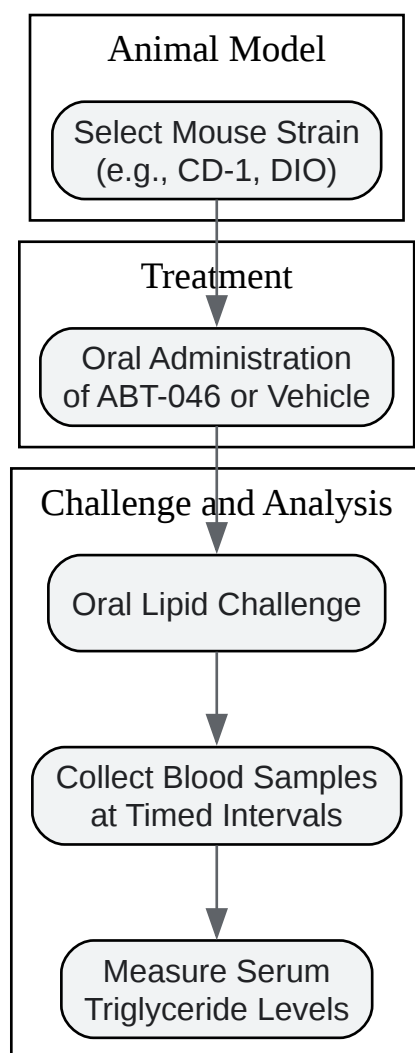 Animal Model
Select Mouse Strain
(e.g., CD-1, DIO)
Treatment
Oral Administration
of ABT-046 or Vehicle
Challenge and Analysis
Oral Lipid Challenge
Collect Blood Samples
at Timed Intervals
Measure Serum
Triglyceride Levels